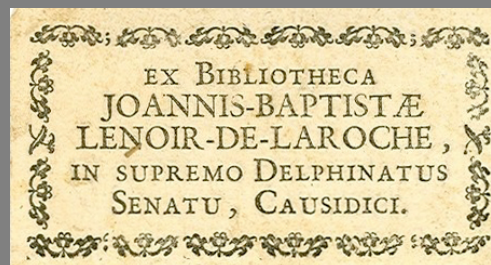 EX BIBLIOTHECA
JOANNIS-BAPTISTÆ
LENOIR-DE-LAROCHE,
IN SUPREMO DELPHINATUS
SENATU, CAUSIDICI.